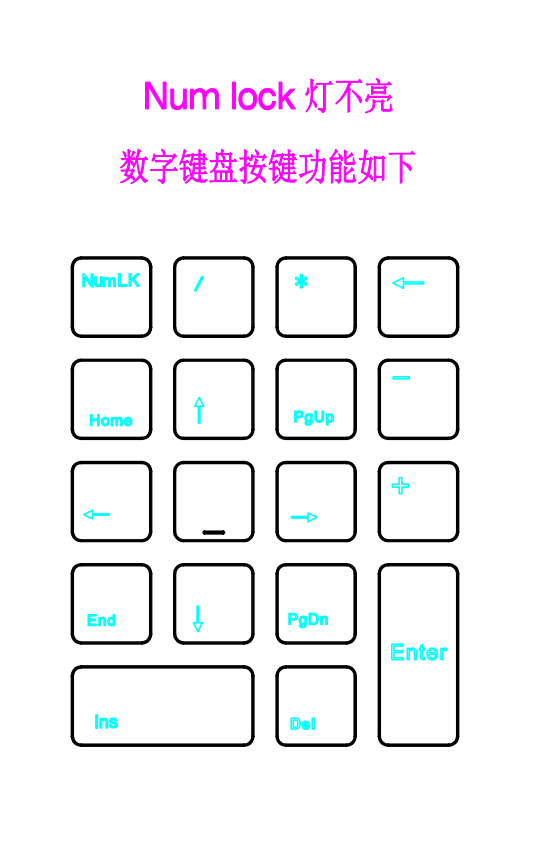 Num lock 灯不亮
数字键盘按键功能如下
NumLK / * ←
Home ↑ PgUp −
← → +
End ↓ PgDn
Enter
Ins Del